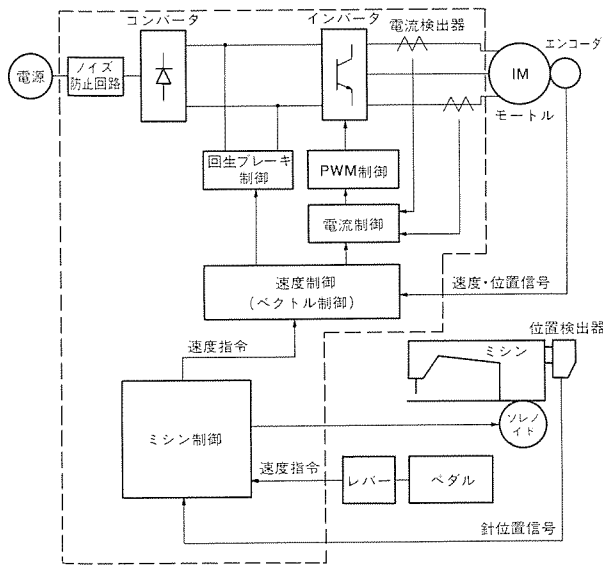 コンバータ
インバータ
電流検出器
エンコーダ
電源
ノイズ
防止回路
IM
モートル
回生ブレーキ
制御
PWM制御
電流制御
速度制御
(ベクトル制御)
速度・位置信号
速度指令
位置検出器
ミシン
ミシン制御
ソレノ
イド
速度指令
レバー
ペダル
針位置信号